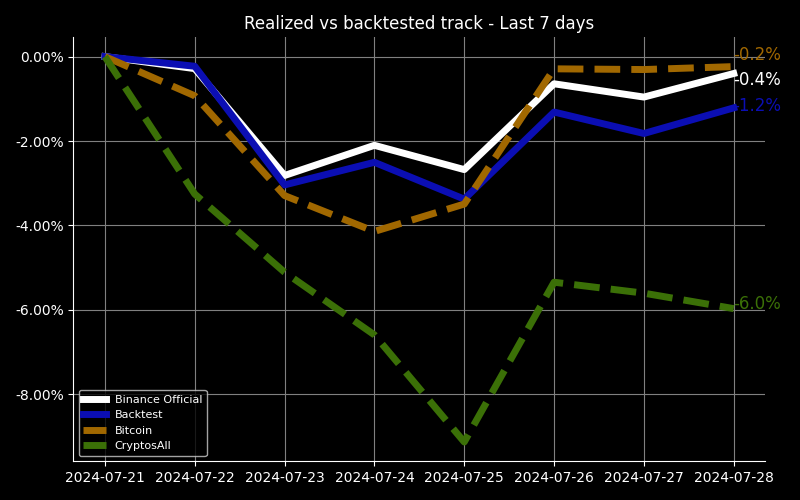 Realized vs backtested track - Last 7 days
0.00%
-2.00%
-4.00%
-6.00%
-8.00%
-0.2%
-0.4%
-1.2%
-6.0%
Binance Official
Backtest
Bitcoin
CryptosAll
2024-07-21 2024-07-22 2024-07-23 2024-07-24 2024-07-25 2024-07-26 2024-07-27 2024-07-28